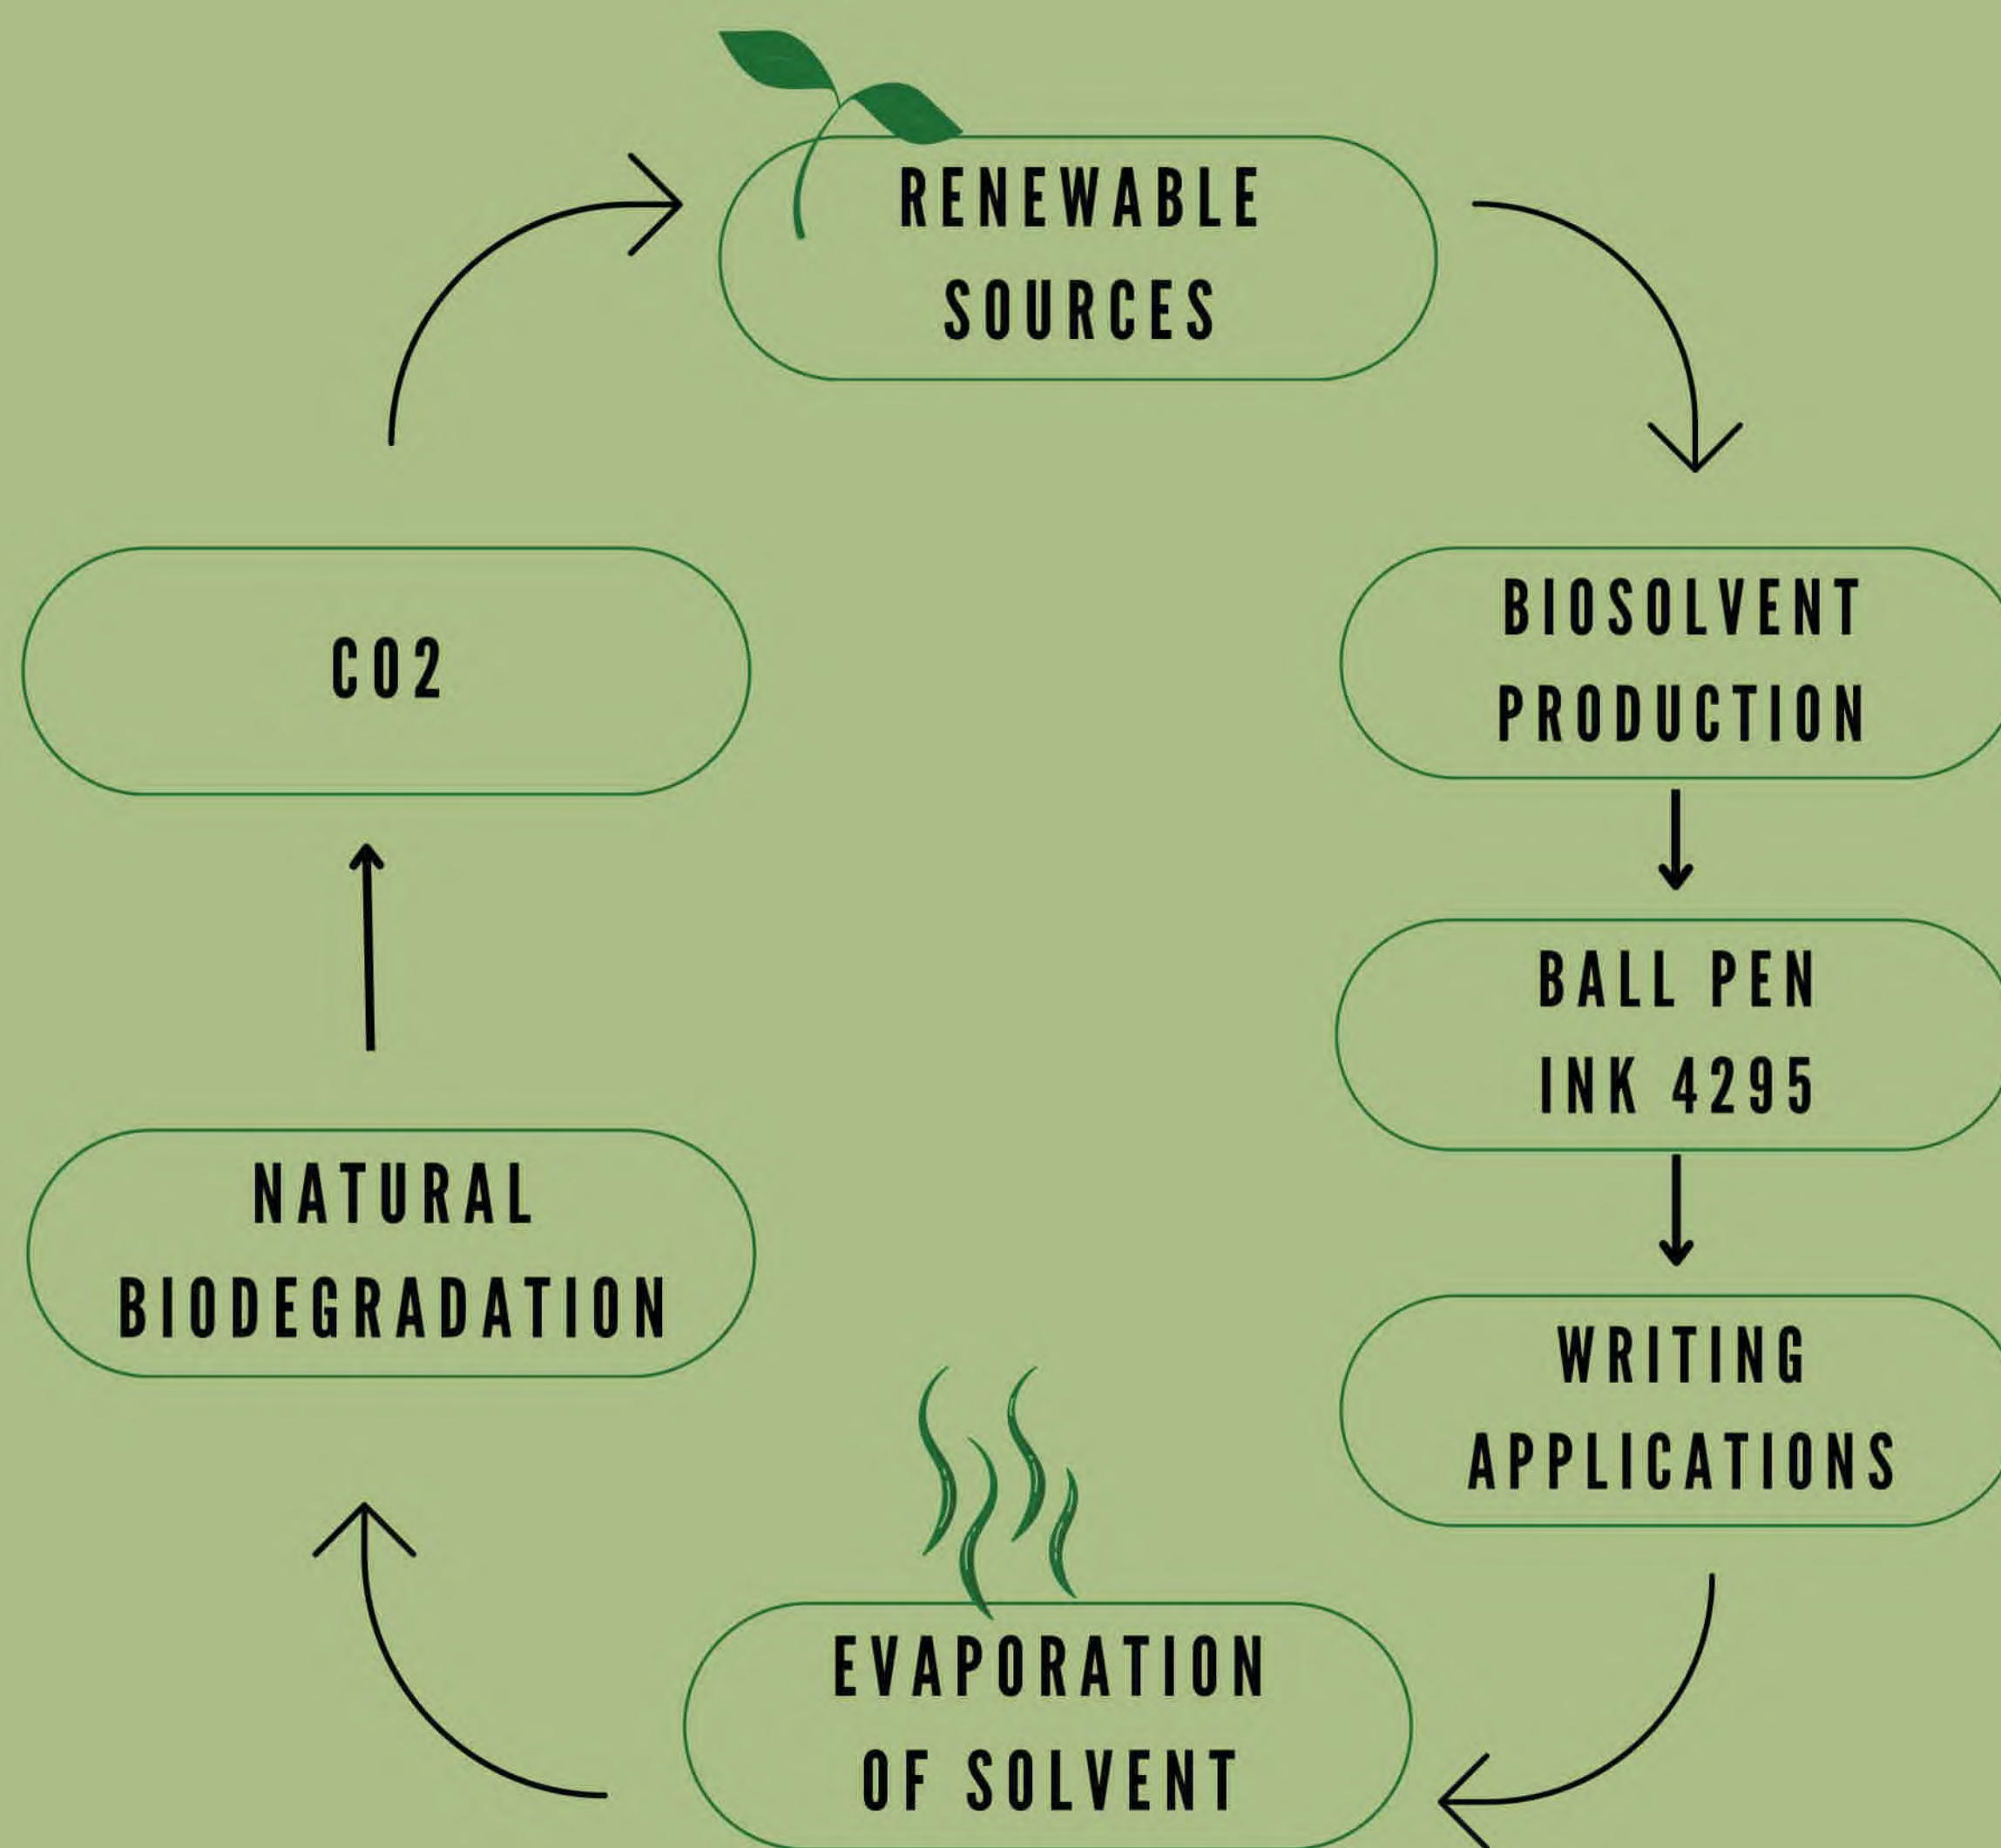 RENEWABLE
SOURCES
BIOSOLVENT
PRODUCTION
BALL PEN
INK 4295
WRITING
APPLICATIONS
EVAPORATION
OF SOLVENT
NATURAL
BIODEGRADATION
CO2